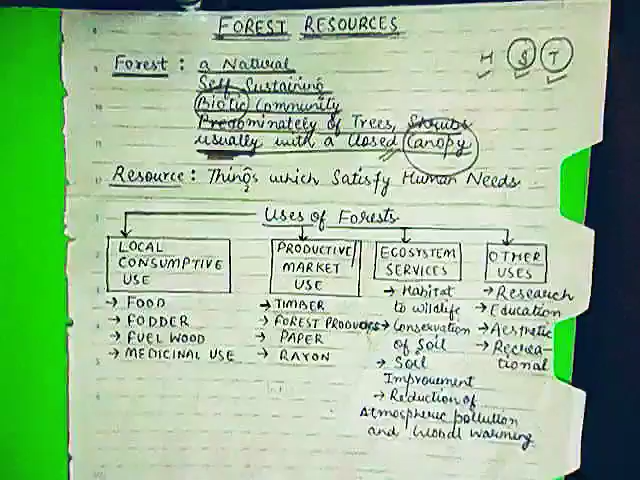 FOREST RESOURCES
Forest : a Natural
H S T
Self Sustaining
Biotic Community
Predominately of Trees, Shrubs
usually with a closed Canopy
Resource : Things which Satisfy Human Needs
Uses of Forests
LOCAL CONSUMPTIVE USE
→ FOOD
→ FODDER
→ FUEL WOOD
→ MEDICINAL USE
PRODUCTIVE/
MARKET
USE
→ TIMBER
→ FOREST PRODUCTS
→ PAPER
→ RAYON
ECOSYSTEM
SERVICES
→ Habitat
to wildlife
→ Conservation
of Soil
→ Soil
Improvement
→ Reduction of
Atmospheric pollution
and Global warming
OTHER
USES
→ Research
→ Education
→ Aesthetic
→ Recrea-
tional